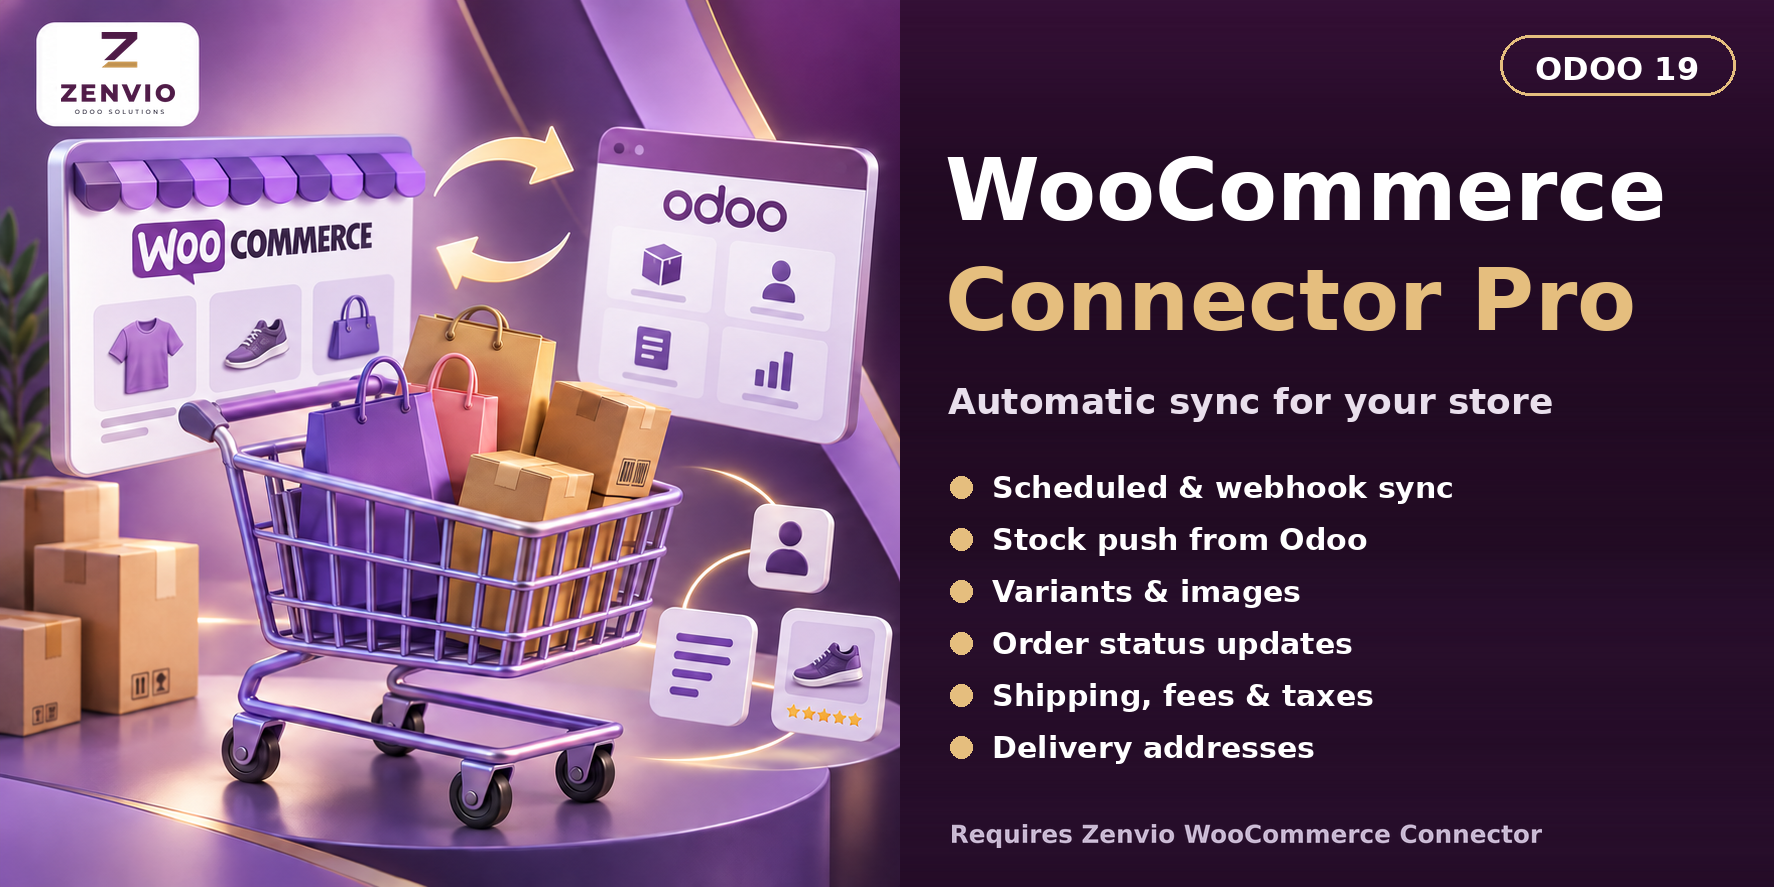 ZENVIO
ODOO SOLUTIONS
WOO COMMERCE
odoo
ODOO 19
WooCommerce
Connector Pro
Automatic sync for your store
Scheduled & webhook sync
Stock push from Odoo
Variants & images
Order status updates
Shipping, fees & taxes
Delivery addresses
Requires Zenvio WooCommerce Connector